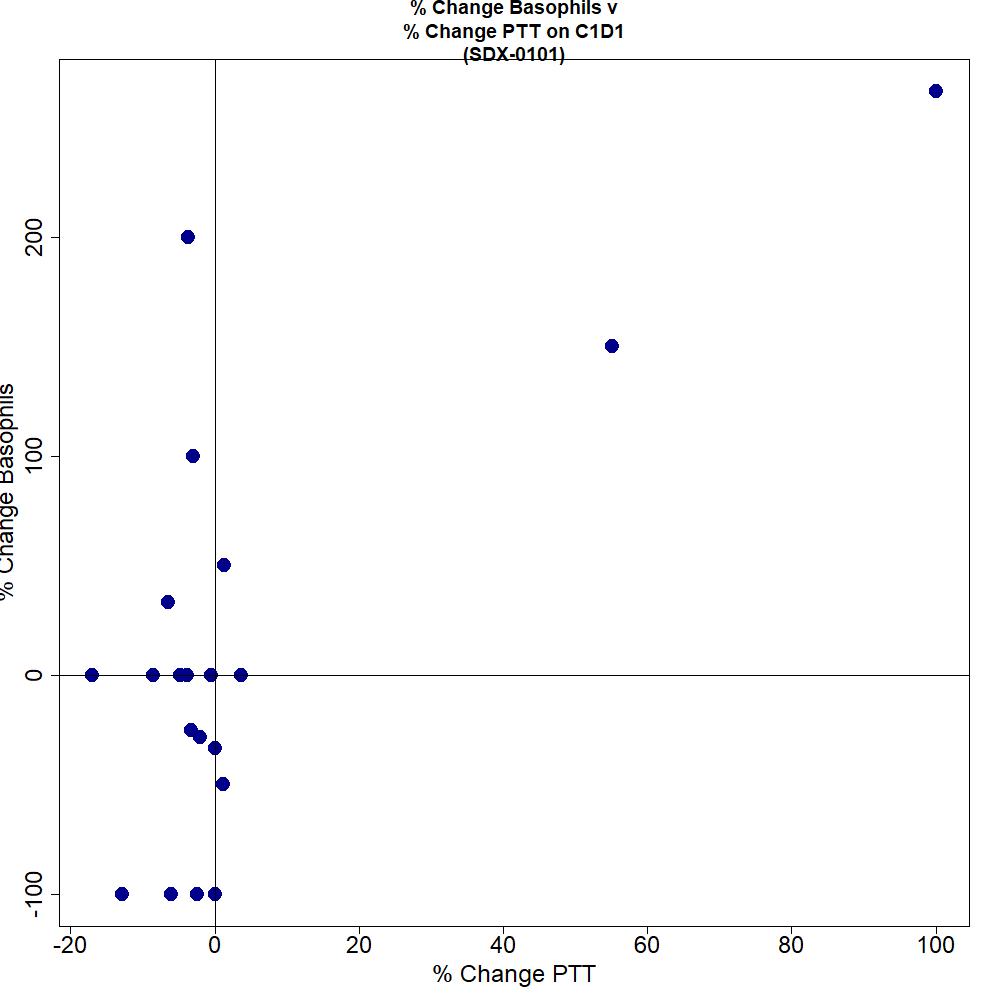 % Change Basophils v
% Change PTT on C1D1
(SDX-0101)
% Change Basophils
200
100
0
-100
-20 0 20 40 60 80 100
% Change PTT